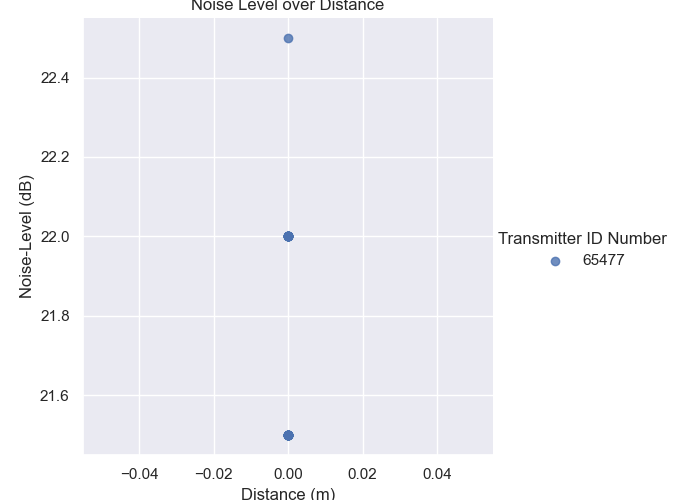 Noise Level over Distance
22.4
22.2
22.0
21.8
21.6
Noise-Level (dB)
−0.04
−0.02
0.00
0.02
0.04
Distance (m)
Transmitter ID Number
65477